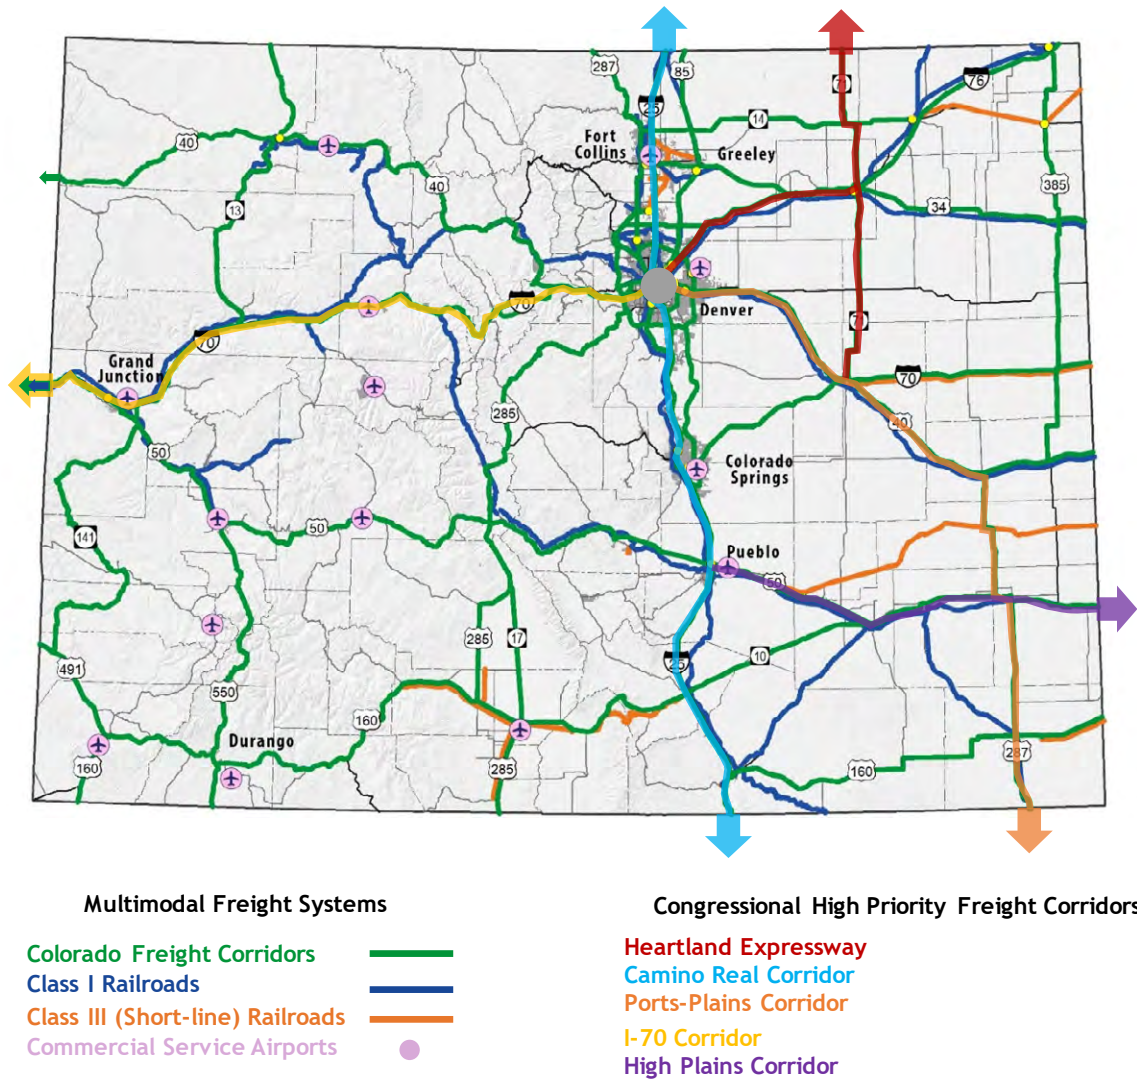 287
85
76
25
71
14
40
Fort
Collins
Greeley
40
385
13
34
70
Denver
71
70
Grand
Junction
70
285
40
50
Colorado
Springs
141
50
Pueblo
50
285
17
25
10
491
550
160
Durango
160
285
160
287
Multimodal Freight Systems
Colorado Freight Corridors
Class I Railroads
Class III (Short-line) Railroads
Commercial Service Airports
Congressional High Priority Freight Corridors
Heartland Expressway
Camino Real Corridor
Ports-Plains Corridor
I-70 Corridor
High Plains Corridor